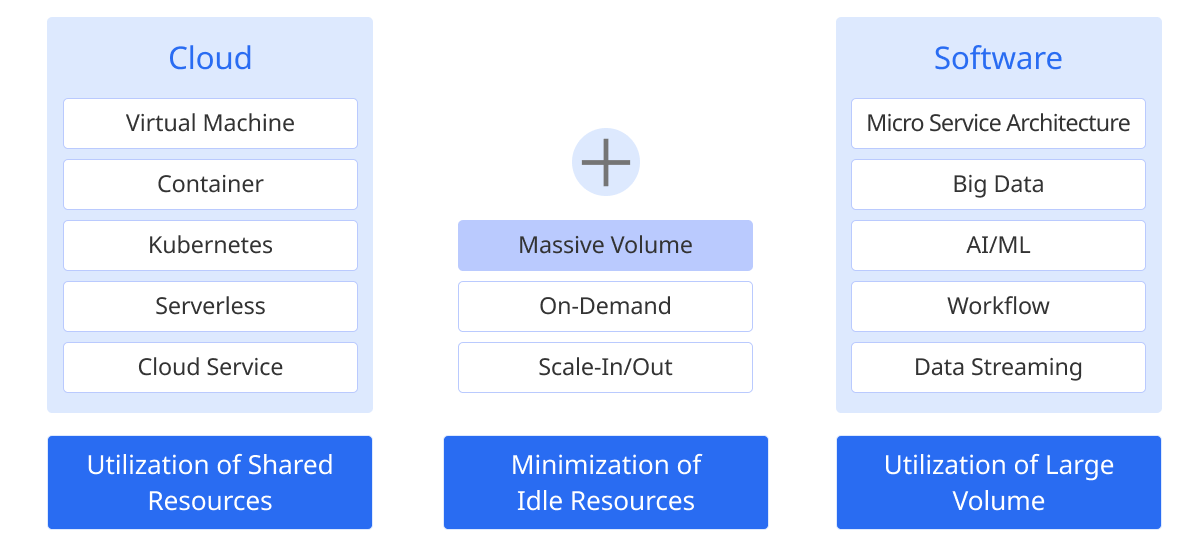 Cloud
Virtual Machine
Container
Kubernetes
Serverless
Cloud Service
Utilization of Shared
Resources
Massive Volume
On-Demand
Scale-In/Out
Minimization of
Idle Resources
Software
Micro Service Architecture
Big Data
AI/ML
Workflow
Data Streaming
Utilization of Large
Volume